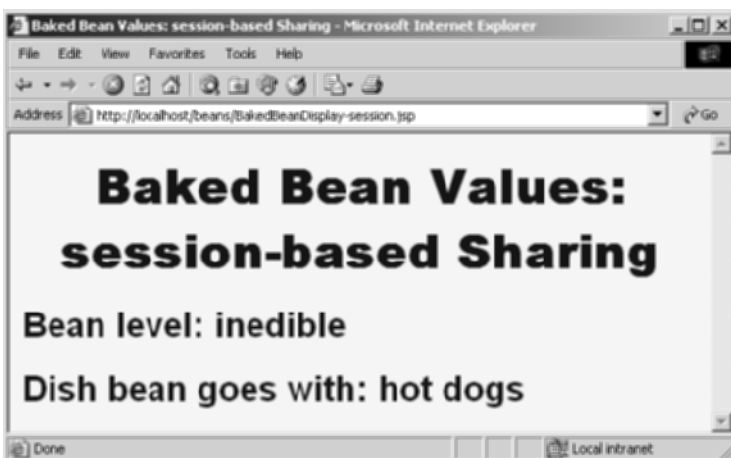 Baked Bean Values: session-based Sharing - Microsoft Internet Explorer
File Edit View Favorites Tools Help
Address http://localhost/beans/BakedBeanDisplay-session.jsp Go
Baked Bean Values:
session-based Sharing
Bean level: inedible
Dish bean goes with: hot dogs
Done Local intranet